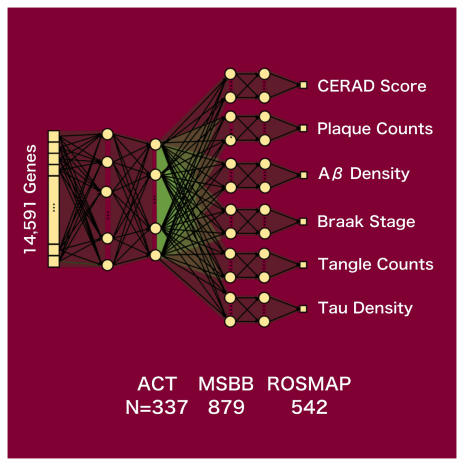 14,591 Genes
CERAD Score
Plaque Counts
Aβ Density
Braak Stage
Tangle Counts
Tau Density
ACT MSBB ROSMAP
N=337 879 542